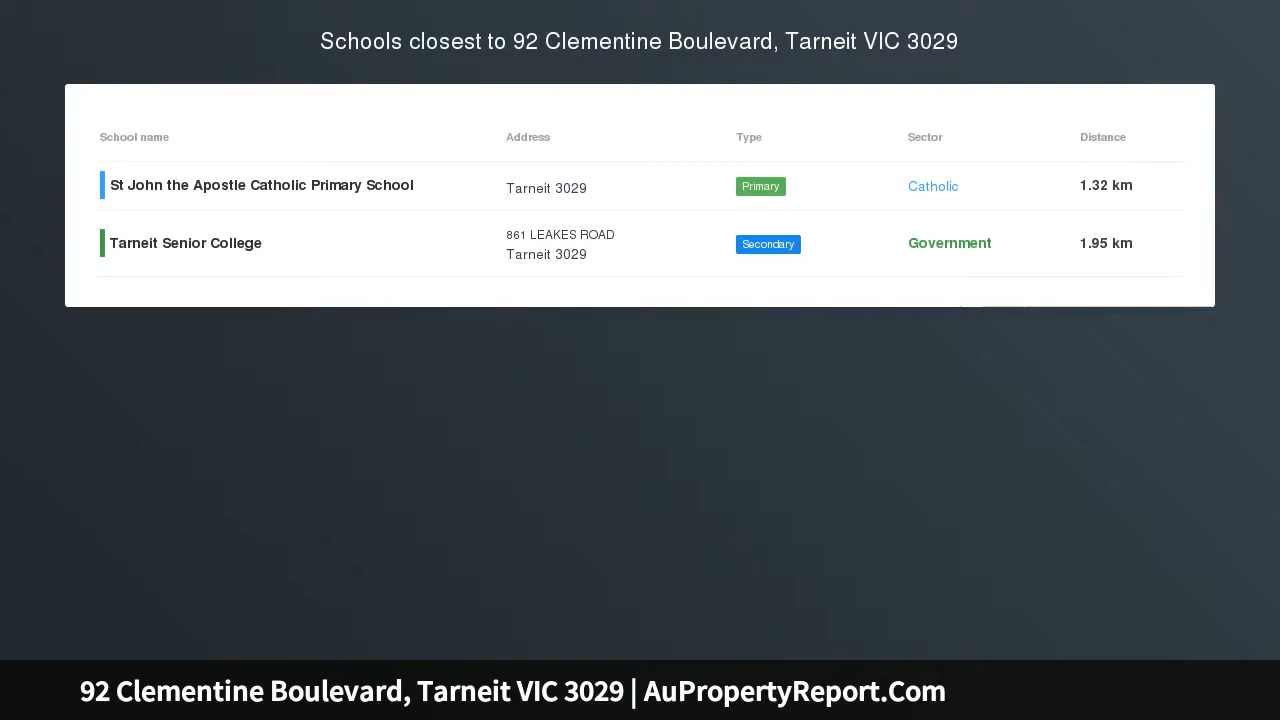 Schools closest to 92 Clementine Boulevard, Tarneit VIC 3029
School name Address Type Sector Distance
St John the Apostle Catholic Primary School Tarneit 3029 Primary Catholic 1.32 km
861 LEAKES ROAD
Tarneit Senior College Secondary Government 1.95 km
Tarneit 3029
92 Clementine Boulevard, Tarneit VIC 3029 | AuPropertyReport.Com